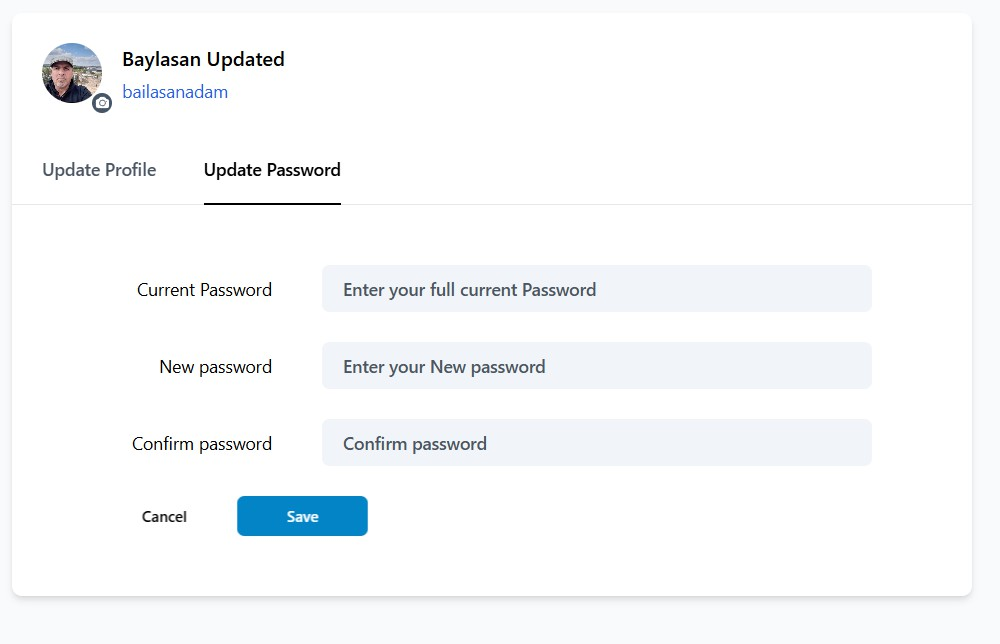 Baylasan Updated
bailasanadam
Update Profile Update Password
Current Password Enter your full current Password
New password Enter your New password
Confirm password Confirm password
Cancel Save